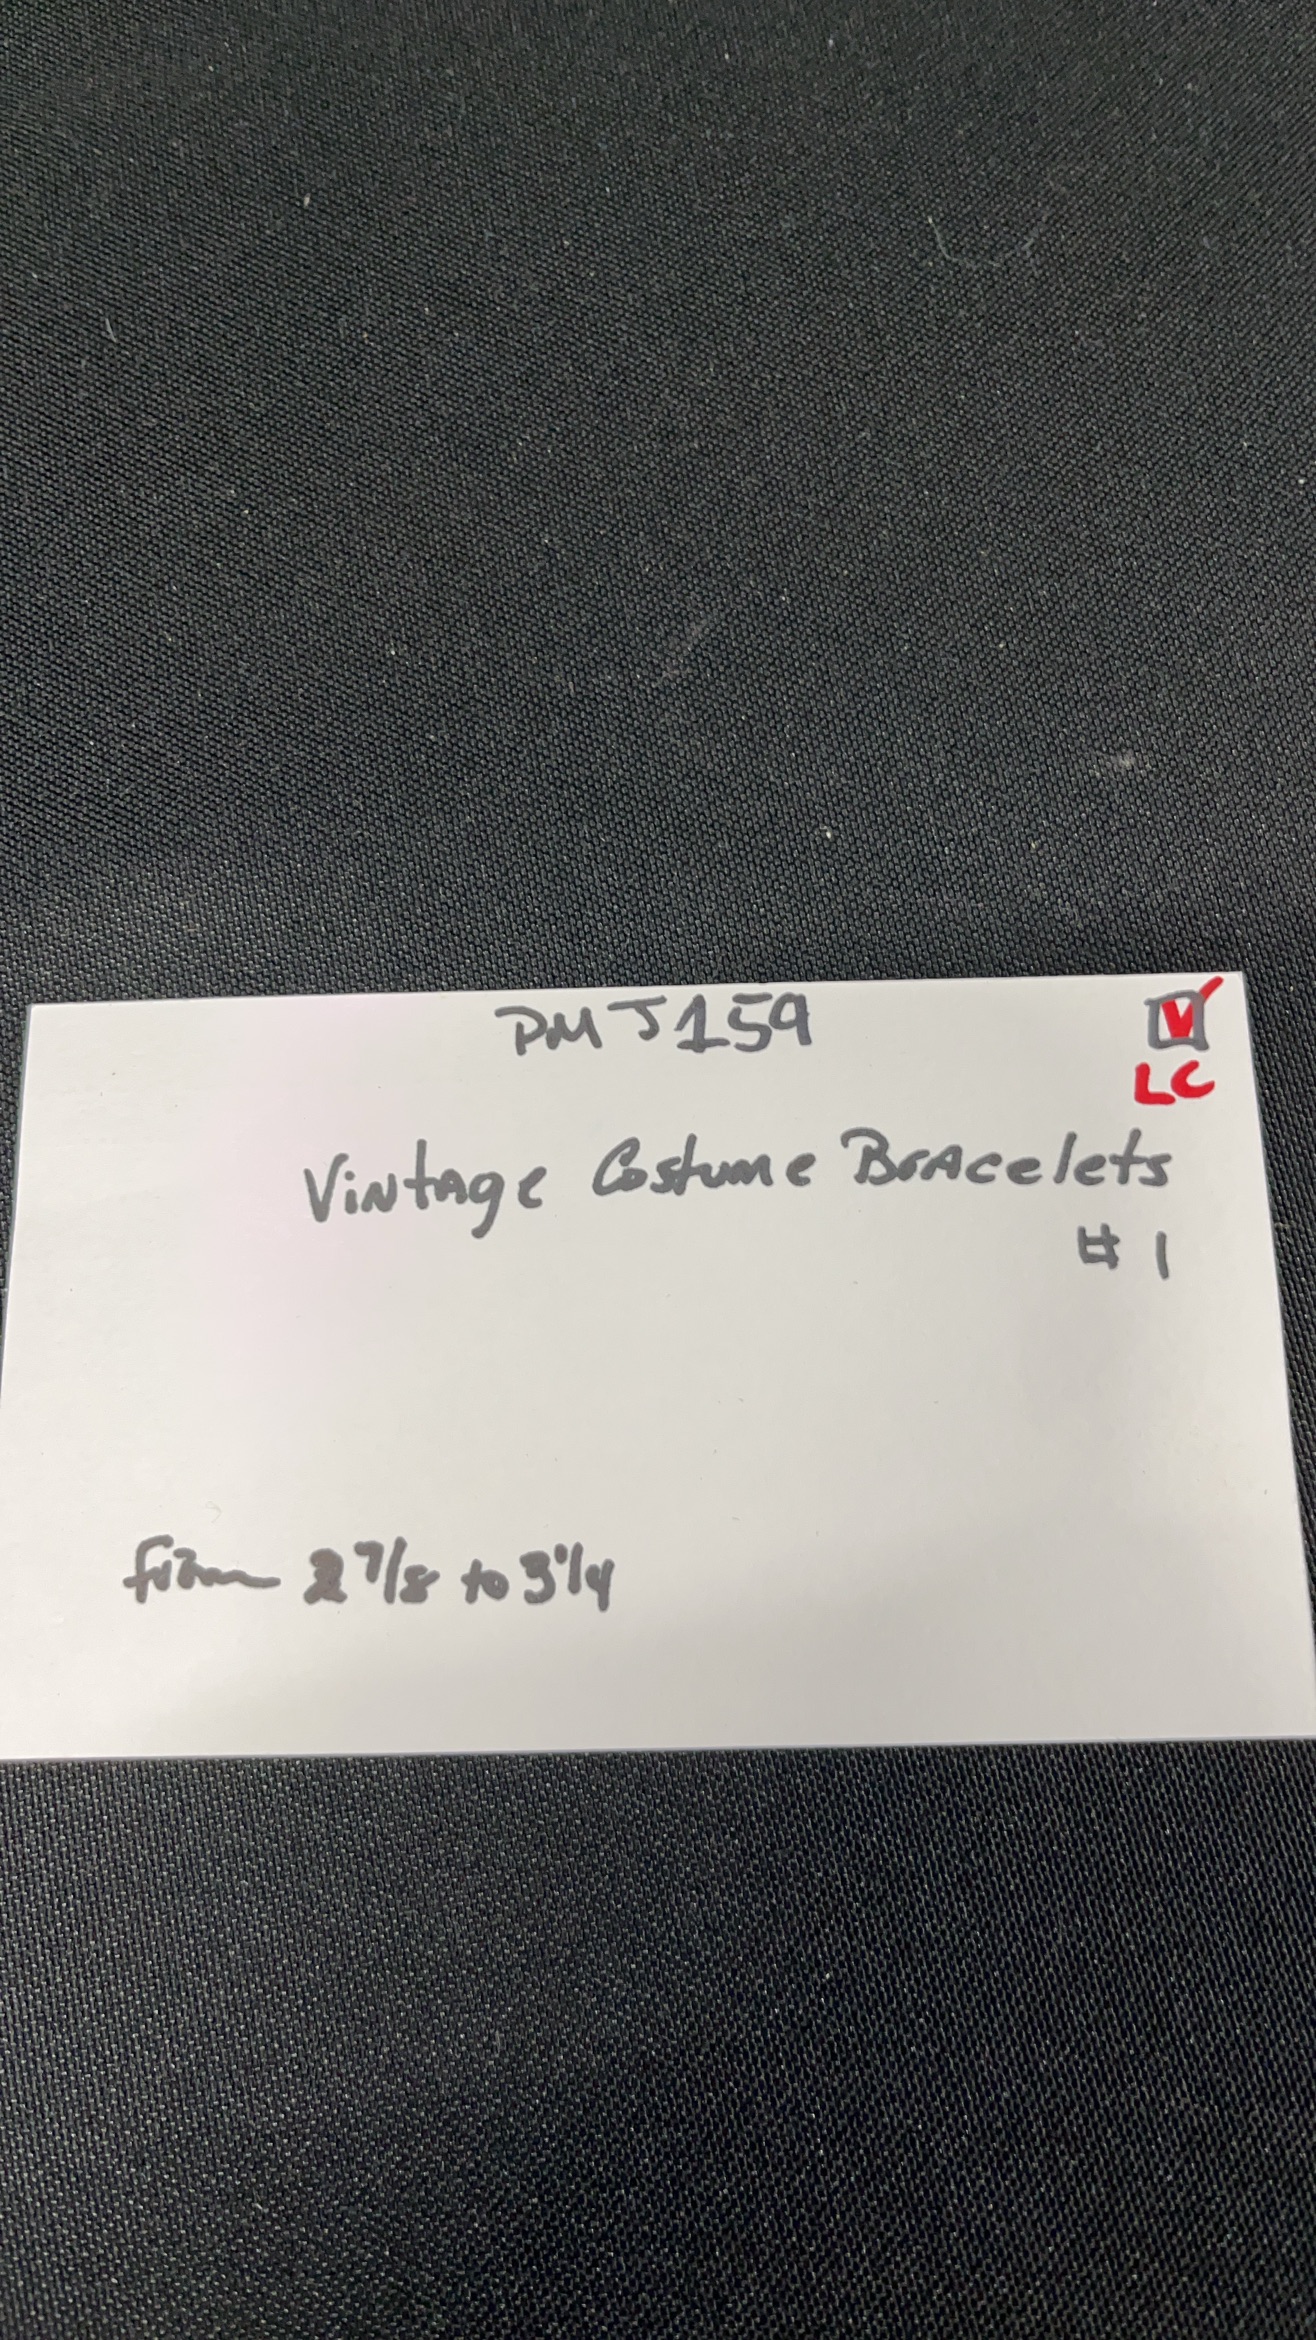 PMJ159
LC
Vintage Costume Bracelets
#1
from 2 7/8 to 3 1/4